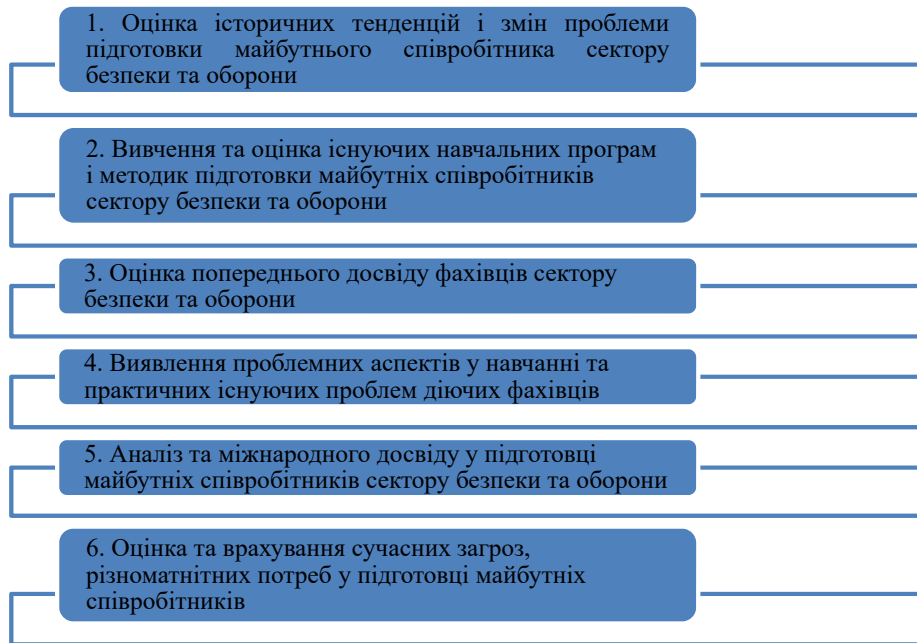 1. Оцінка історичних тенденцій і змін проблеми
підготовки майбутнього співробітника сектору
безпеки та оборони
2. Вивчення та оцінка існуючих навчальних програм
і методик підготовки майбутніх співробітників
сектору безпеки та оборони
3. Оцінка попереднього досвіду фахівців сектору
безпеки та оборони
4. Виявлення проблемних аспектів у навчанні та
практичних існуючих проблем діючих фахівців
5. Аналіз та міжнародного досвіду у підготовці
майбутніх співробітників сектору безпеки та оборони
6. Оцінка та врахування сучасних загроз,
різноматнітних потреб у підготовці майбутніх
співробітників